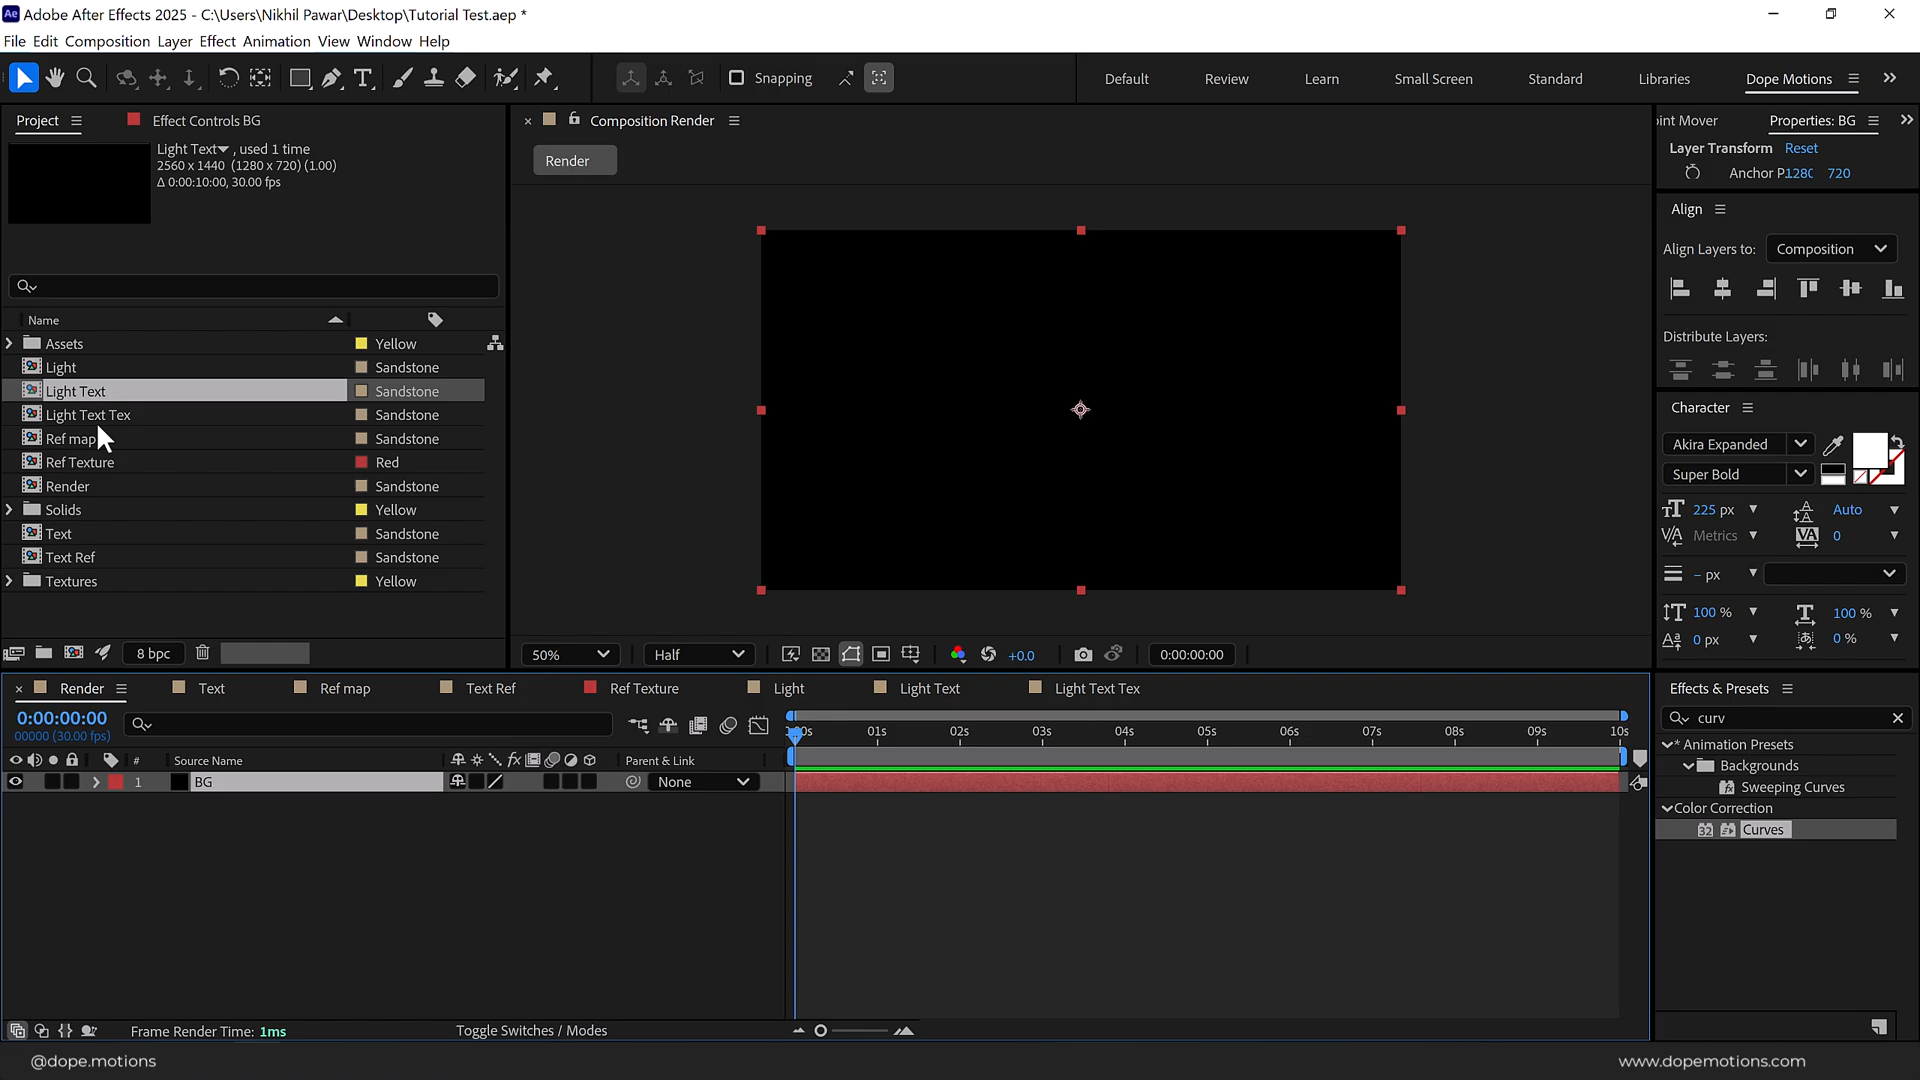 Adobe After Effects 2025 - C:\Users\Nikhil Pawar\Desktop\Tutorial Test.aep *
File Edit Composition Layer Effect Animation View Window Help
Snapping
Default Review Learn Small Screen Standard Libraries Dope Motions
Project Effect Controls BG
Light Text, used 1 time
2560 x 1440 (1280 x 720) (1.00)
Δ 0:00:10:00, 30.00 fps
Name
Assets Yellow
Light Sandstone
Light Text Sandstone
Light Text Tex Sandstone
Ref map Sandstone
Ref Texture Red
Render Sandstone
Solids Yellow
Text Sandstone
Text Ref Sandstone
Textures Yellow
8 bpc
Composition Render
Render
50% Half +0.0 0:00:00:00
oint Mover Properties: BG
Layer Transform Reset
Anchor P 1280 720
Align
Align Layers to: Composition
Distribute Layers:
Character
Akira Expanded
Super Bold
225 px Auto
Metrics 0
- px
100 % 100 %
0 px 0 %
Render Text Ref map Text Ref Ref Texture Light Light Text Light Text Tex
0:00:00:00
00000 (30.00 fps)
0s 01s 02s 03s 04s 05s 06s 07s 08s 09s 10s
# Source Name Parent & Link
1 BG None
Frame Render Time: 1ms Toggle Switches / Modes
Effects & Presets
curv
* Animation Presets
Backgrounds
Sweeping Curves
Color Correction
32 Curves
@dope.motions www.dopemotions.com